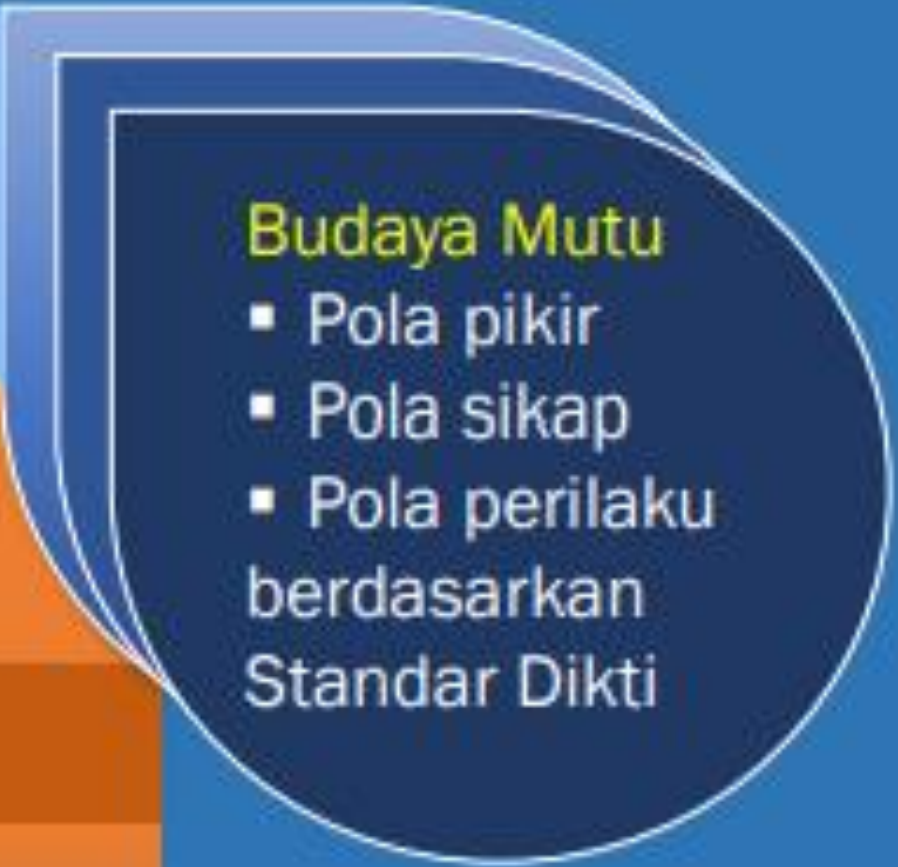 Budaya Mutu
▪ Pola pikir
▪ Pola sikap
▪ Pola perilaku
berdasarkan
Standar Dikti